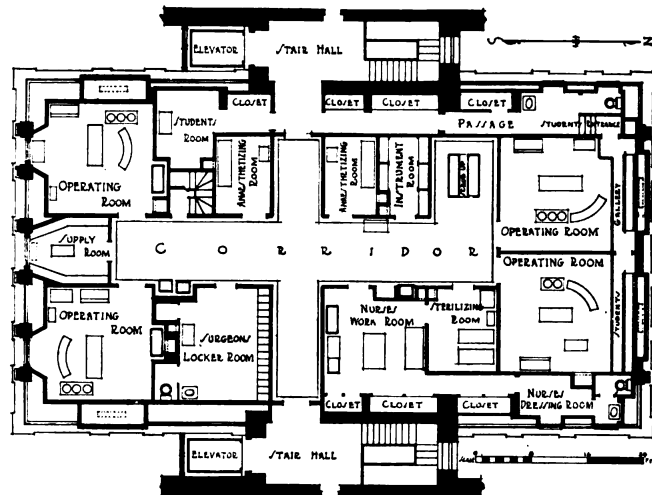 ELEVATOR
STAIR HALL
S
N
CLOSET
CLOSET
CLOSET
CLOSET
STUDENTS
ROOM
PASSAGE
STUDENTS ENTRANCE
OPERATING
ROOM
ANAESTHETIZING
ROOM
ANAESTHETIZING
ROOM
INSTRUMENT
ROOM
OPERATING ROOM
GALLERY
SUPPLY
ROOM
CORRIDOR
OPERATING ROOM
STUDENTS
OPERATING
ROOM
SURGEONS
LOCKER ROOM
NURSES
WORK ROOM
STERILIZING
ROOM
CLOSET
CLOSET
CLOSET
NURSES
DRESSING ROOM
ELEVATOR
STAIR HALL